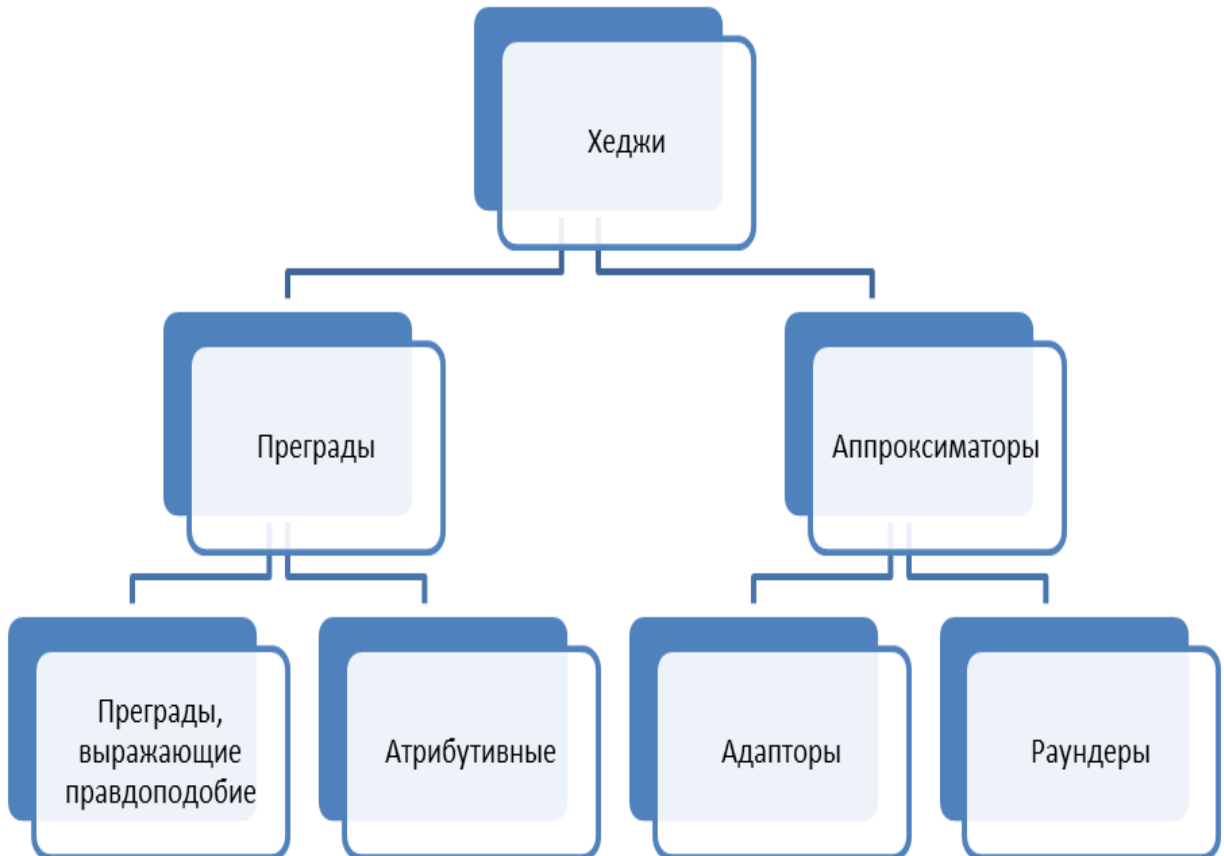 Хеджи
Преграды
Аппроксиматоры
Преграды,
выражающие
правдоподобие
Атрибутивные
Адапторы
Раундеры